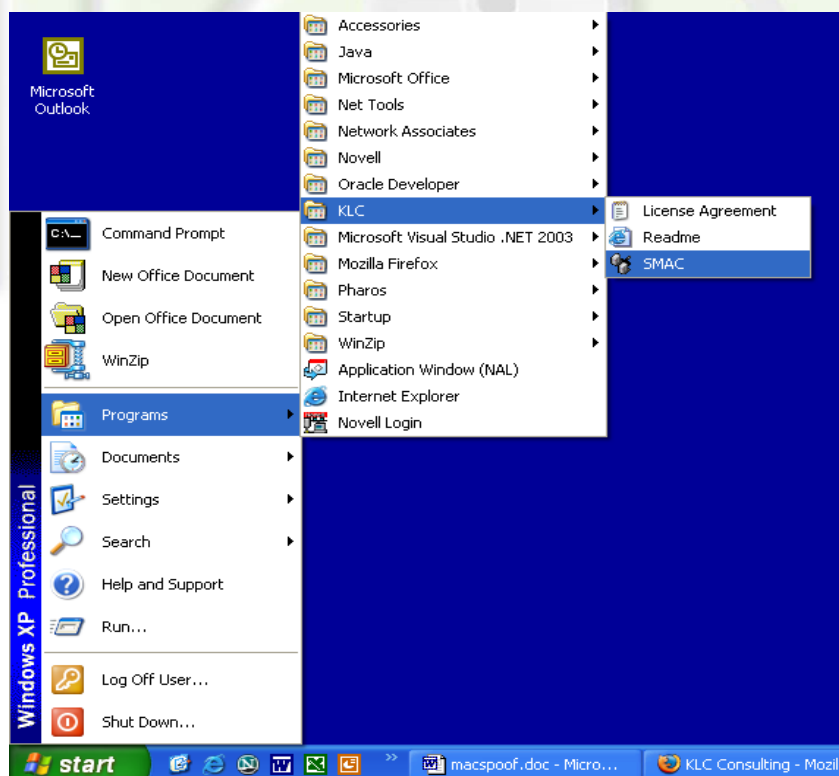 Microsoft
Outlook
Accessories
Java
Microsoft Office
Net Tools
Network Associates
Novell
Oracle Developer
KLC
Microsoft Visual Studio .NET 2003
Mozilla Firefox
Pharos
Startup
WinZip
Application Window (NAL)
Internet Explorer
Novell Login
License Agreement
Readme
SMAC
C:\_
Command Prompt
New Office Document
Open Office Document
WinZip
Programs
Documents
Settings
Search
Help and Support
Run...
Log Off User...
Shut Down...
Windows XP Professional
start
macspoof.doc - Micro...
KLC Consulting - Mozil